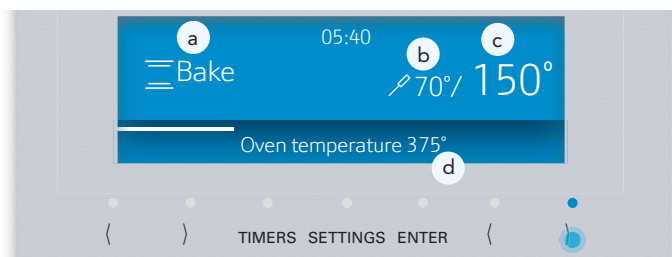 a
05:40
b
c
Bake
70°/ 150°
Oven temperature 375°
d
〈 〉 TIMERS SETTINGS ENTER 〈 〉